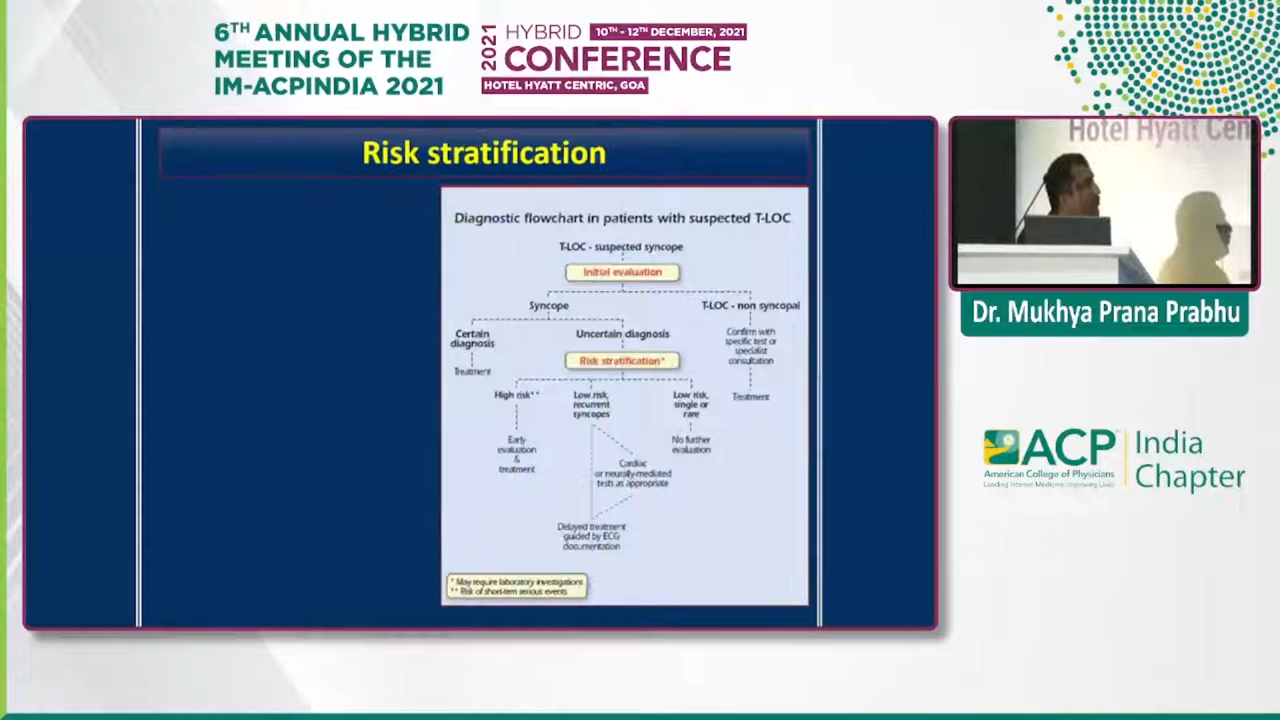 6TH ANNUAL HYBRID
MEETING OF THE
IM-ACPINDIA 2021
2021
HYBRID 10TH - 12TH DECEMBER, 2021
CONFERENCE
HOTEL HYATT CENTRIC, GOA
Risk stratification
Diagnostic flowchart in patients with suspected T-LOC
T-LOC - suspected syncope
Initial evaluation
Syncope
T-LOC - non syncopal
Certain
diagnosis
Uncertain diagnosis
Confirm with
specific test or
specialist
consultation
Risk stratification*
Treatment
High risk**
Low risk,
recurrent
syncopes
Low risk,
single or
rare
Treatment
Early
evaluation
&
treatment
No further
evaluation
Cardiac
or neurally-mediated
tests as appropriate
Delayed treatment
guided by ECG
documentation
* May require laboratory investigations
** Risk of short-term serious events
Hotel Hyatt Cen
Dr. Mukhya Prana Prabhu
ACP
American College of Physicians
Leading Internal Medicine, Improving Lives
India
Chapter